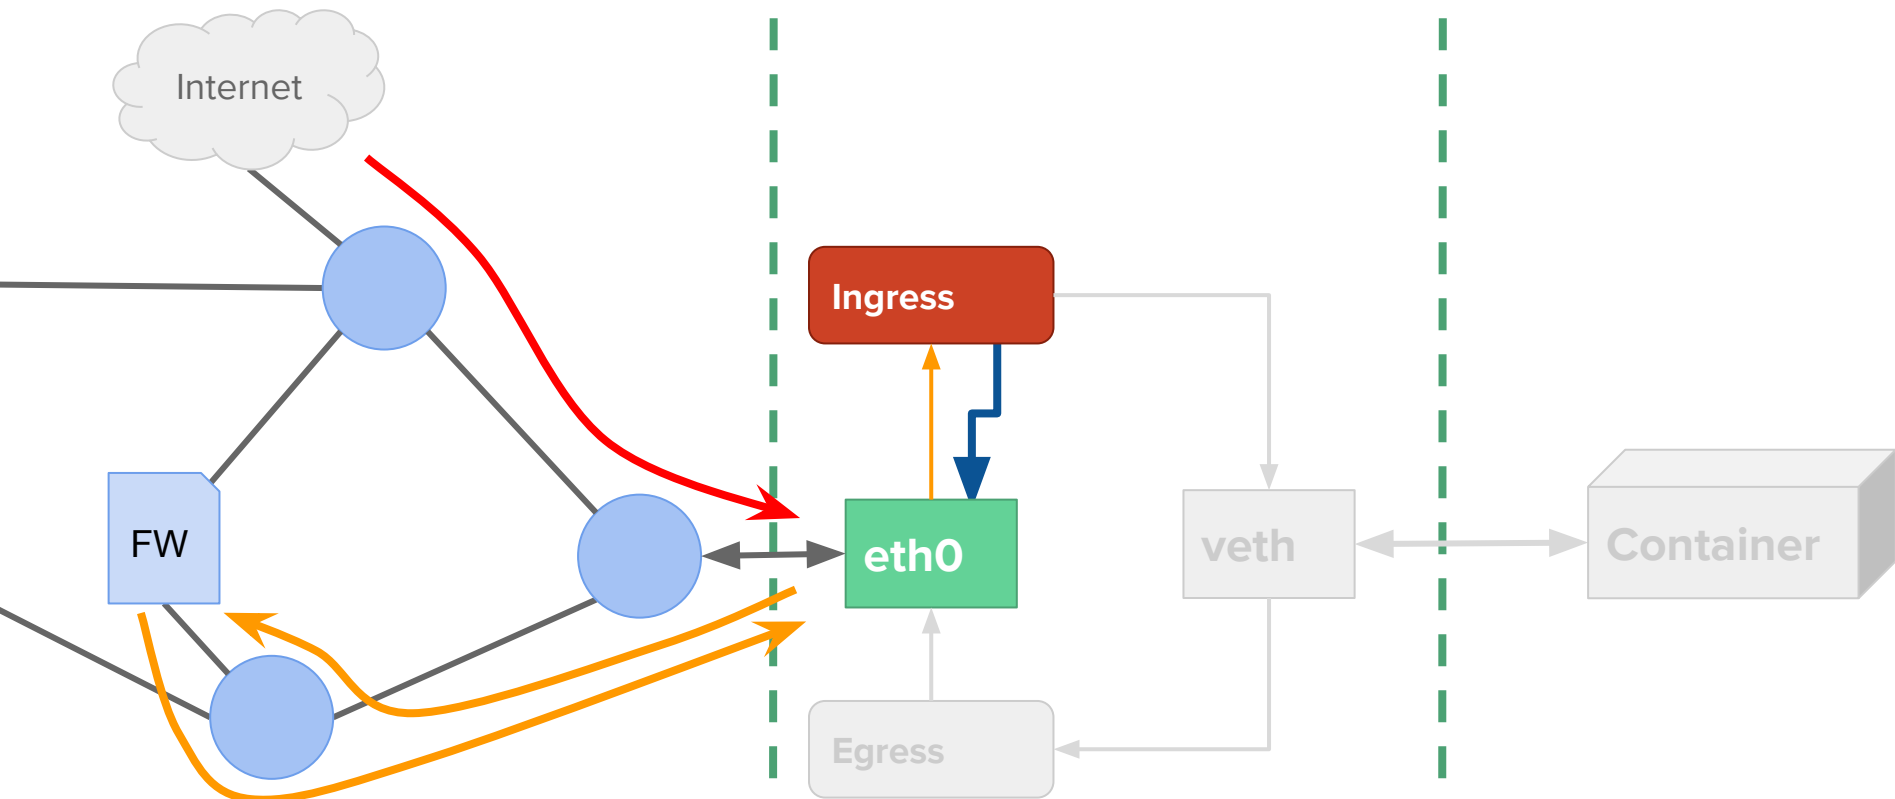 Internet
Ingress
FW
eth0
veth
Container
Egress